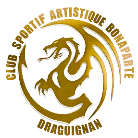 CLUB SPORTIF ARTISTIQUE BONAPARTE
DRAGUIGNAN